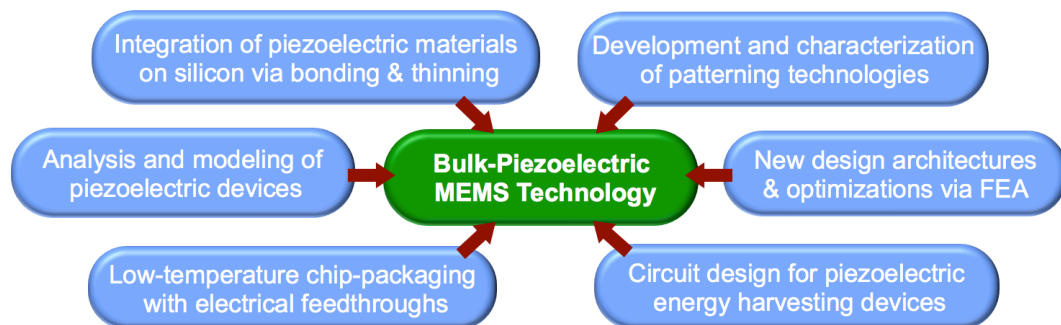 Integration of piezoelectric materials
on silicon via bonding & thinning
Development and characterization
of patterning technologies
Analysis and modeling of
piezoelectric devices
Bulk-Piezoelectric
MEMS Technology
New design architectures
& optimizations via FEA
Low-temperature chip-packaging
with electrical feedthroughs
Circuit design for piezoelectric
energy harvesting devices